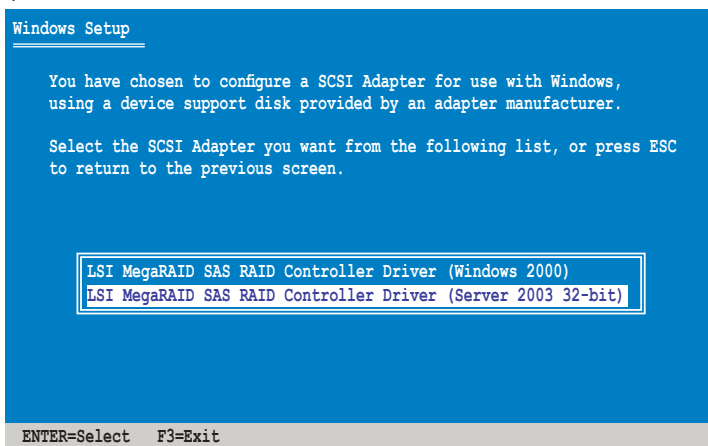 Windows Setup
You have chosen to configure a SCSI Adapter for use with Windows,
using a device support disk provided by an adapter manufacturer.
Select the SCSI Adapter you want from the following list, or press ESC
to return to the previous screen.
LSI MegaRAID SAS RAID Controller Driver (Windows 2000)
LSI MegaRAID SAS RAID Controller Driver (Server 2003 32-bit)
ENTER=Select F3=Exit